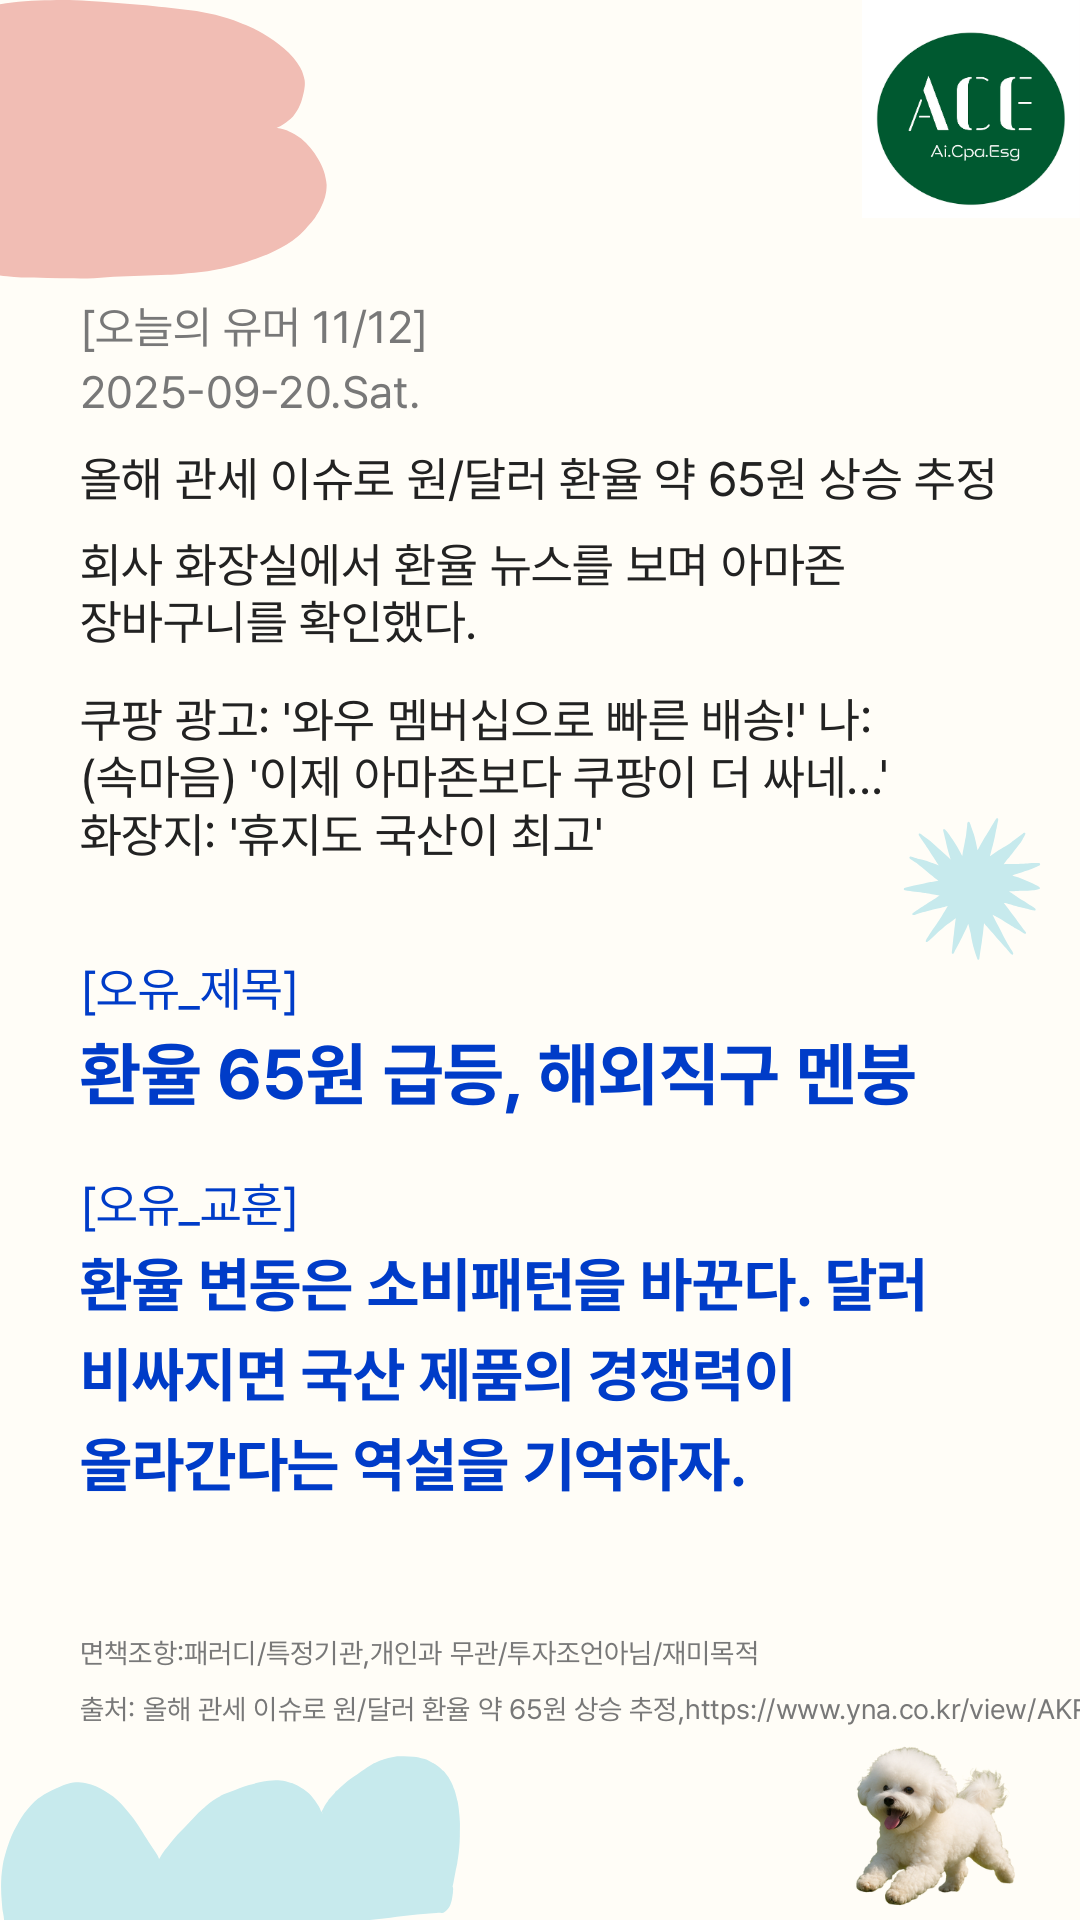 ACE
Ai.Cpa.Esg
[오늘의 유머 11/12]
2025-09-20.Sat.
올해 관세 이슈로 원/달러 환율 약 65원 상승 추정
회사 화장실에서 환율 뉴스를 보며 아마존
장바구니를 확인했다.
쿠팡 광고: '와우 멤버십으로 빠른 배송!' 나:
(속마음) '이제 아마존보다 쿠팡이 더 싸네...'
화장지: '휴지도 국산이 최고'
[오유_제목]
환율 65원 급등, 해외직구 멘붕
[오유_교훈]
환율 변동은 소비패턴을 바꾼다. 달러
비싸지면 국산 제품의 경쟁력이
올라간다는 역설을 기억하자.
면책조항:패러디/특정기관,개인과 무관/투자조언아님/재미목적
출처: 올해 관세 이슈로 원/달러 환율 약 65원 상승 추정,https://www.yna.co.kr/view/AKR